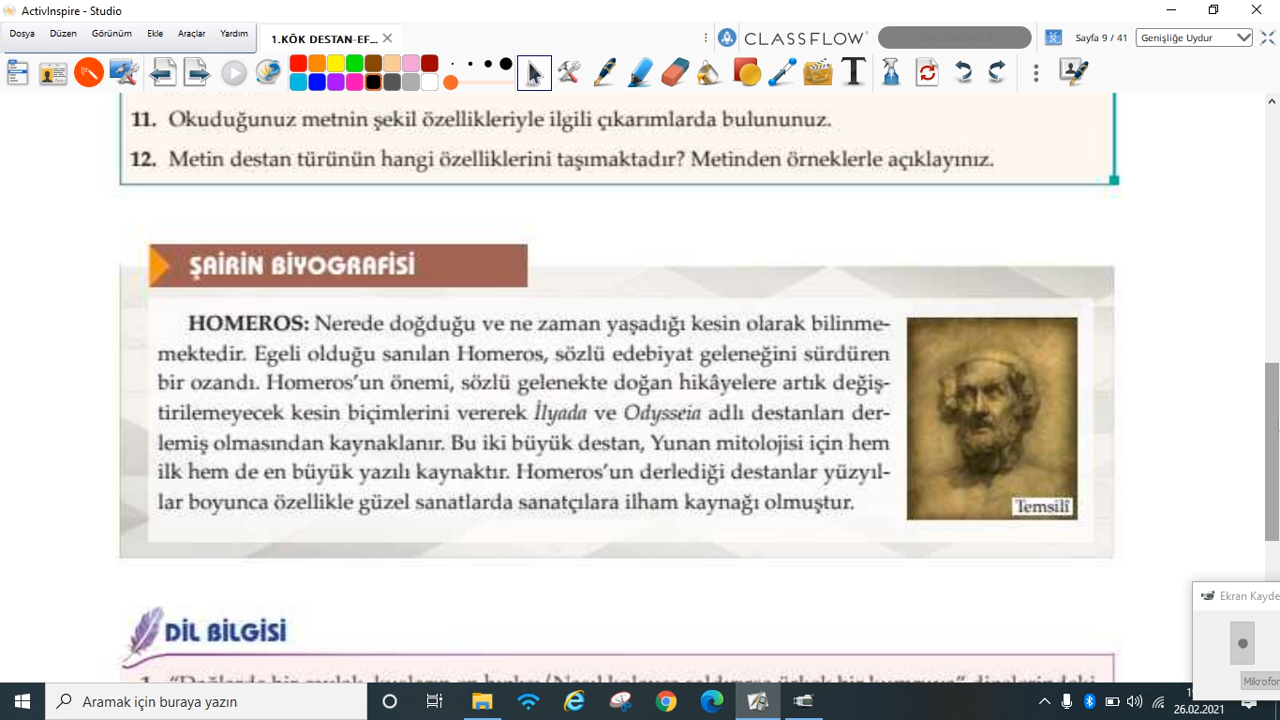 ActivInspire - Studio
Dosya Düzen Görünüm Ekle Araçlar Yardım
1.KÖK DESTAN-EF...
CLASSFLOW
Sayfa 9 / 41
Genişliğe Uydur
11. Okuduğunuz metnin şekil özellikleriyle ilgili çıkarımlarda bulununuz.
12. Metin destan türünün hangi özelliklerini taşımaktadır? Metinden örneklerle açıklayınız.
ŞAİRİN BİYOGRAFİSİ
HOMEROS: Nerede doğduğu ve ne zaman yaşadığı kesin olarak bilinme-
mektedir. Egeli olduğu sanılan Homeros, sözlü edebiyat geleneğini sürdüren
bir ozandı. Homeros'un önemi, sözlü gelenekte doğan hikâyelere artık değiş-
tirilemeyecek kesin biçimlerini vererek İlyada ve Odysseia adlı destanları der-
lemiş olmasından kaynaklanır. Bu iki büyük destan, Yunan mitolojisi için hem
ilk hem de en büyük yazılı kaynaktır. Homeros'un derlediği destanlar yüzyıl-
lar boyunca özellikle güzel sanatlarda sanatçılara ilham kaynağı olmuştur.
Temsilî
DİL BİLGİSİ
Ekran Kayde
Mikrofor
Aramak için buraya yazın
26.02.2021